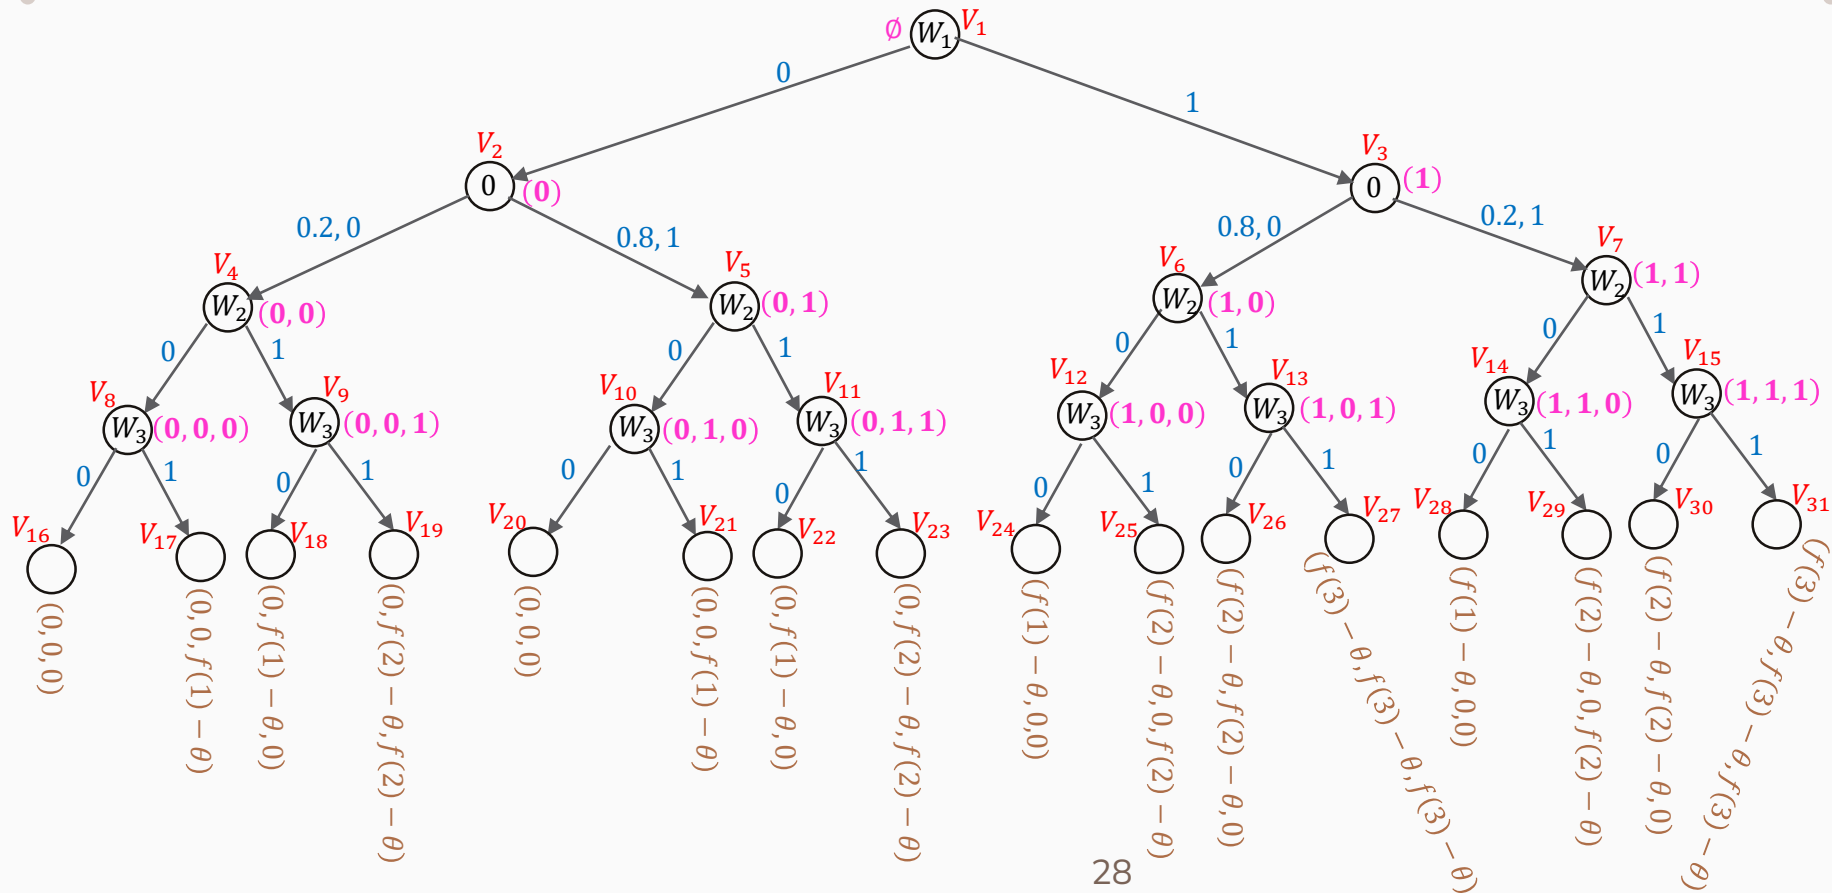 ∅ W₁ V₁
0 1
V₂ V₃
0 (0) 0 (1)
0.2, 0 0.8, 1 0.8, 0 0.2, 1
V₄ V₅ V₆ V₇
W₂ (0, 0) W₂ (0, 1) W₂ (1, 0) W₂ (1, 1)
0 1 0 1 0 1 0 1
V₈ V₉ V₁₀ V₁₁ V₁₂ V₁₃ V₁₄ V₁₅
W₃ (0, 0, 0) W₃ (0, 0, 1) W₃ (0, 1, 0) W₃ (0, 1, 1) W₃ (1, 0, 0) W₃ (1, 0, 1) W₃ (1, 1, 0) W₃ (1, 1, 1)
0 1 0 1 0 1 0 1 0 1 0 1 0 1 0 1
V₁₆ V₁₇ V₁₈ V₁₉ V₂₀ V₂₁ V₂₂ V₂₃ V₂₄ V₂₅ V₂₆ V₂₇ V₂₈ V₂₉ V₃₀ V₃₁
(0,0,0)
(0,0,f(1) − θ)
(0,f(1) − θ,0)
(0,f(2) − θ,f(2) − θ)
(0,0,0)
(0,0,f(1) − θ)
(0,f(1) − θ,0)
(0,f(2) − θ,f(2) − θ)
(f(1) − θ,0,0)
(f(2) − θ,0,f(2) − θ)
(f(2) − θ,f(2) − θ,0)
(f(3) − θ,f(3) − θ,f(3) − θ)
(f(1) − θ,0,0)
(f(2) − θ,0,f(2) − θ)
(f(2) − θ,f(2) − θ,0)
(f(3) − θ,f(3) − θ,f(3) − θ)
28